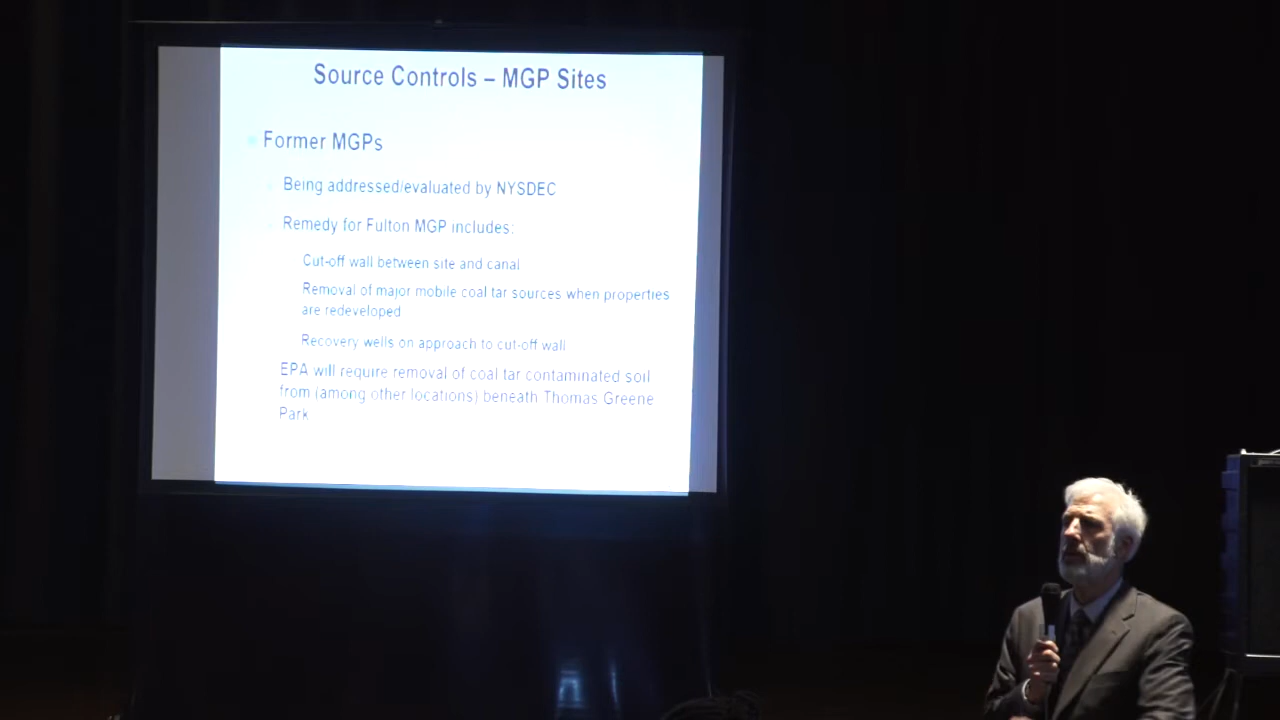 Source Controls – MGP Sites
Former MGPs
Being addressed/evaluated by NYSDEC
Remedy for Fulton MGP includes:
Cut-off wall between site and canal
Removal of major mobile coal tar sources when properties
are redeveloped
Recovery wells on approach to cut-off wall
EPA will require removal of coal tar contaminated soil
from (among other locations) beneath Thomas Greene
Park